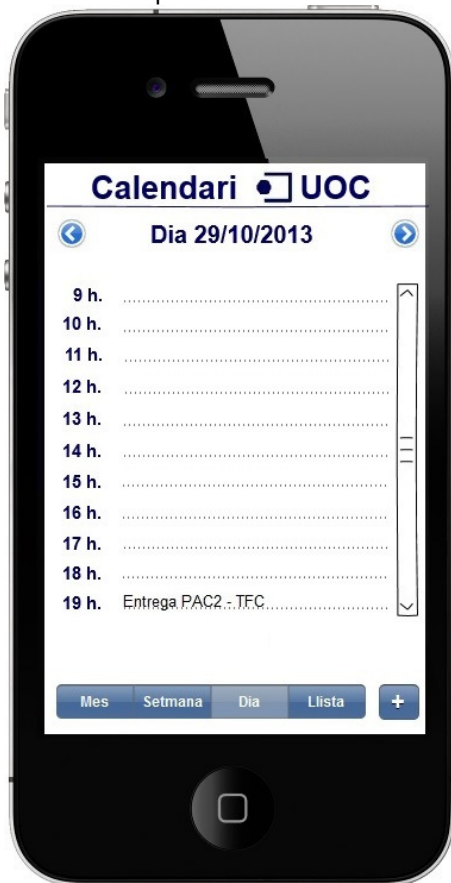 Calendari UOC
Dia 29/10/2013
9 h.
10 h.
11 h.
12 h.
13 h.
14 h.
15 h.
16 h.
17 h.
18 h.
19 h. Entrega PAC2 - TFC
Mes Setmana Dia Llista +